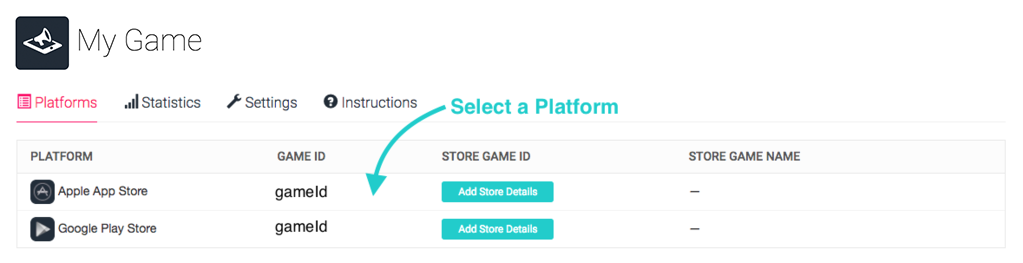 My Game
Platforms Statistics Settings Instructions
Select a Platform
PLATFORM GAME ID STORE GAME ID STORE GAME NAME
Apple App Store gameId Add Store Details —
Google Play Store gameId Add Store Details —